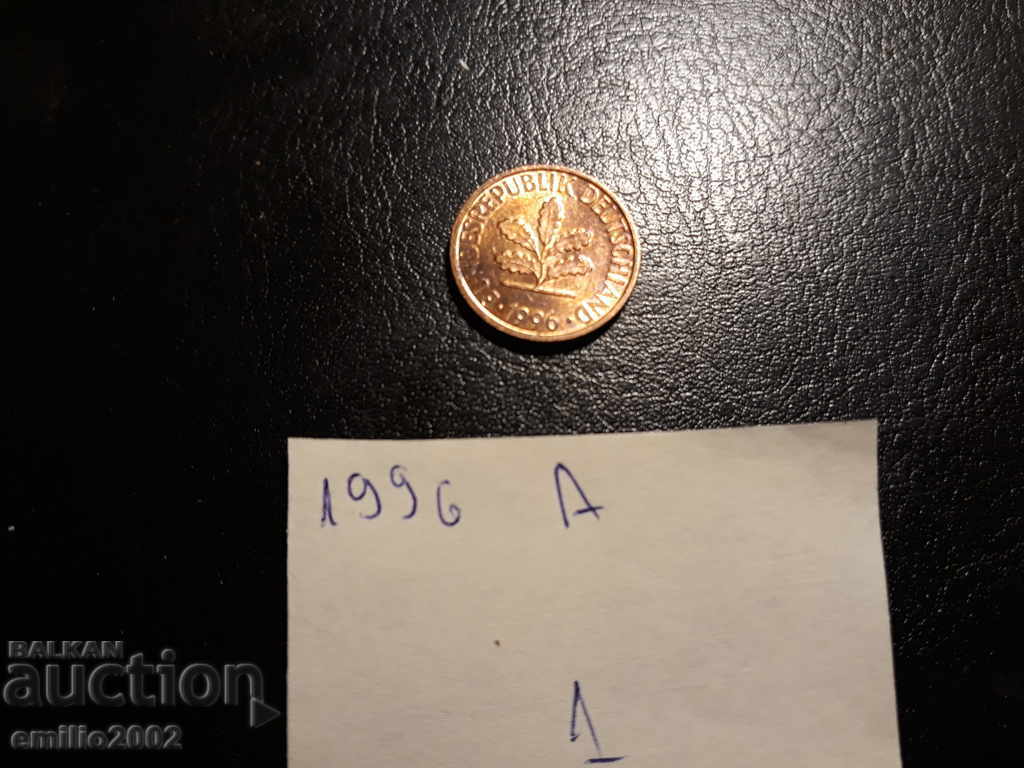 BUNDESREPUBLIK DEUTSCHLAND
• 1996 •
1996 A
1
BALKAN
auction
emilio2002